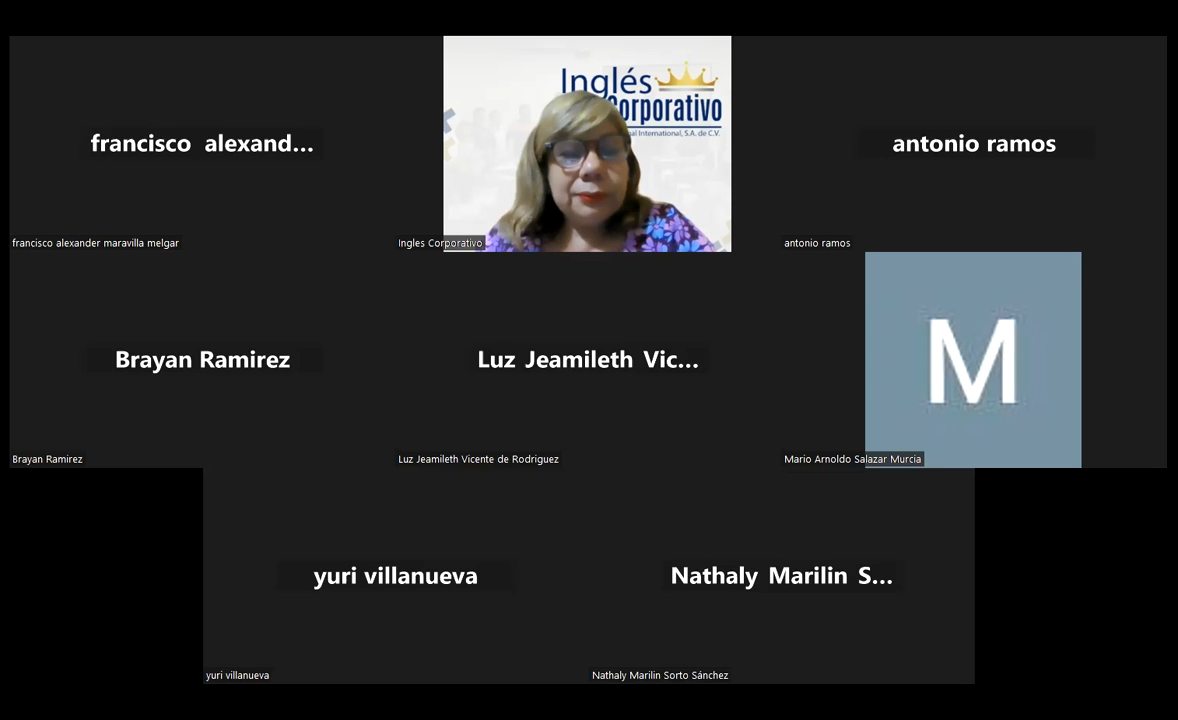 francisco alexand...
francisco alexander maravilla melgar
Inglés
Corporativo
al International, S.A. de C.V.
Ingles Corporativo
antonio ramos
antonio ramos
Brayan Ramirez
Brayan Ramirez
Luz Jeamileth Vic...
Luz Jeamileth Vicente de Rodriguez
M
Mario Arnoldo Salazar Murcia
yuri villanueva
yuri villanueva
Nathaly Marilin S...
Nathaly Marilin Sorto Sánchez